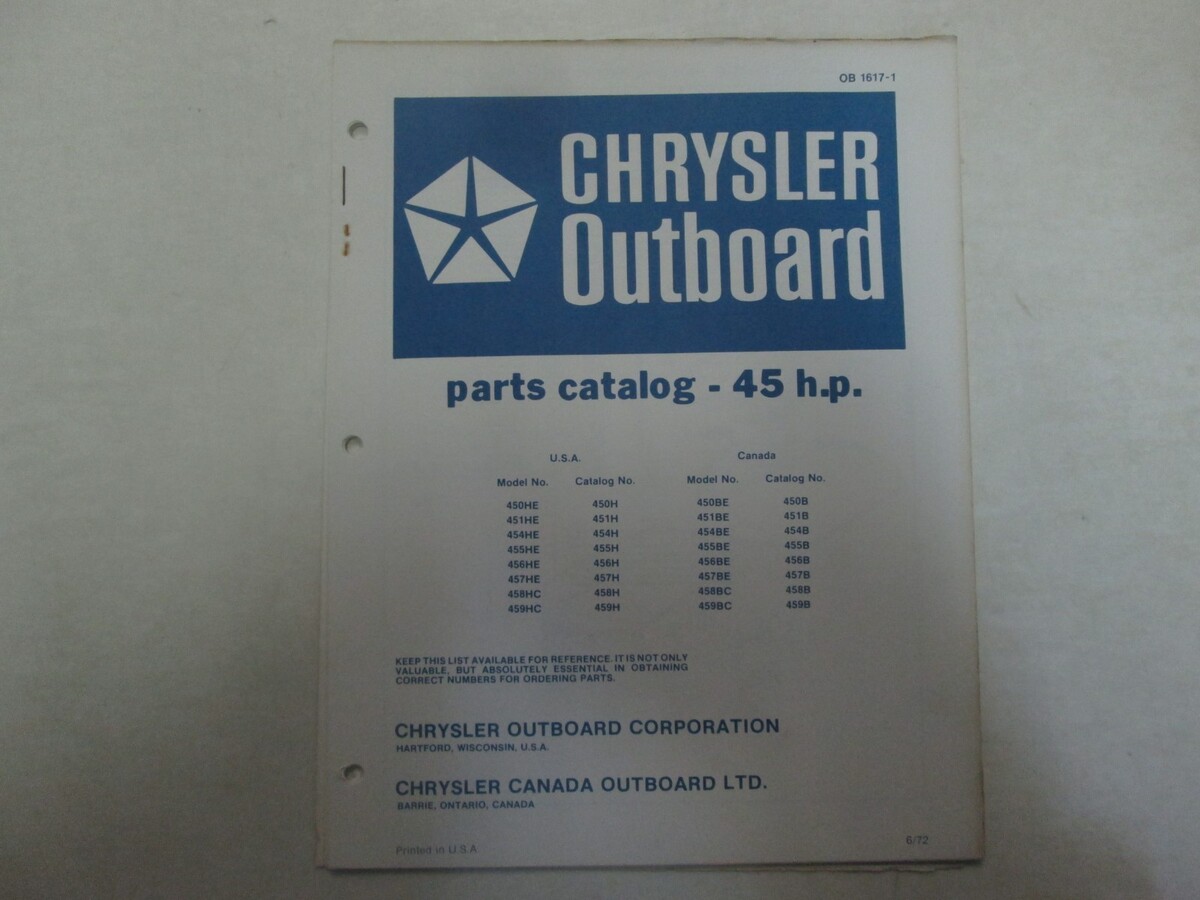 OB 1617-1
CHRYSLER
Outboard
parts catalog - 45 h.p.
U.S.A. Canada
Model No. Catalog No. Model No. Catalog No.
450HE 450H 450BE 450B
451HE 451H 451BE 451B
454HE 454H 454BE 454B
455HE 455H 455BE 455B
456HE 456H 456BE 456B
457HE 457H 457BE 457B
458HC 458H 458BC 458B
459HC 459H 459BC 459B
KEEP THIS LIST AVAILABLE FOR REFERENCE. IT IS NOT ONLY
VALUABLE, BUT ABSOLUTELY ESSENTIAL IN OBTAINING
CORRECT NUMBERS FOR ORDERING PARTS.
CHRYSLER OUTBOARD CORPORATION
HARTFORD, WISCONSIN, U.S.A.
CHRYSLER CANADA OUTBOARD LTD.
BARRIE, ONTARIO, CANADA
Printed in U.S.A. 6/72